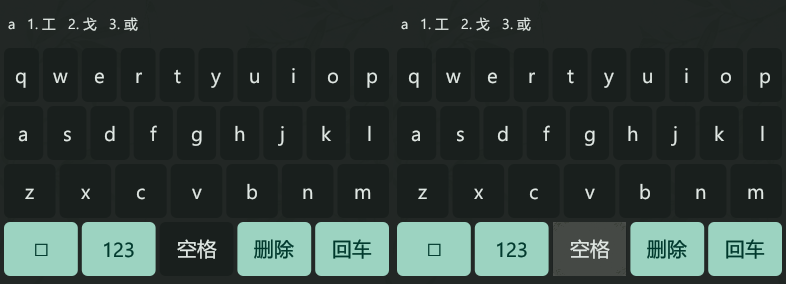 a 1.工 2.戈 3.或 a 1.工 2.戈 3.或
q w e r t y u i o p q w e r t y u i o p
a s d f g h j k l a s d f g h j k l
z x c v b n m z x c v b n m
□ 123 空格 删除 回车 □ 123 空格 删除 回车